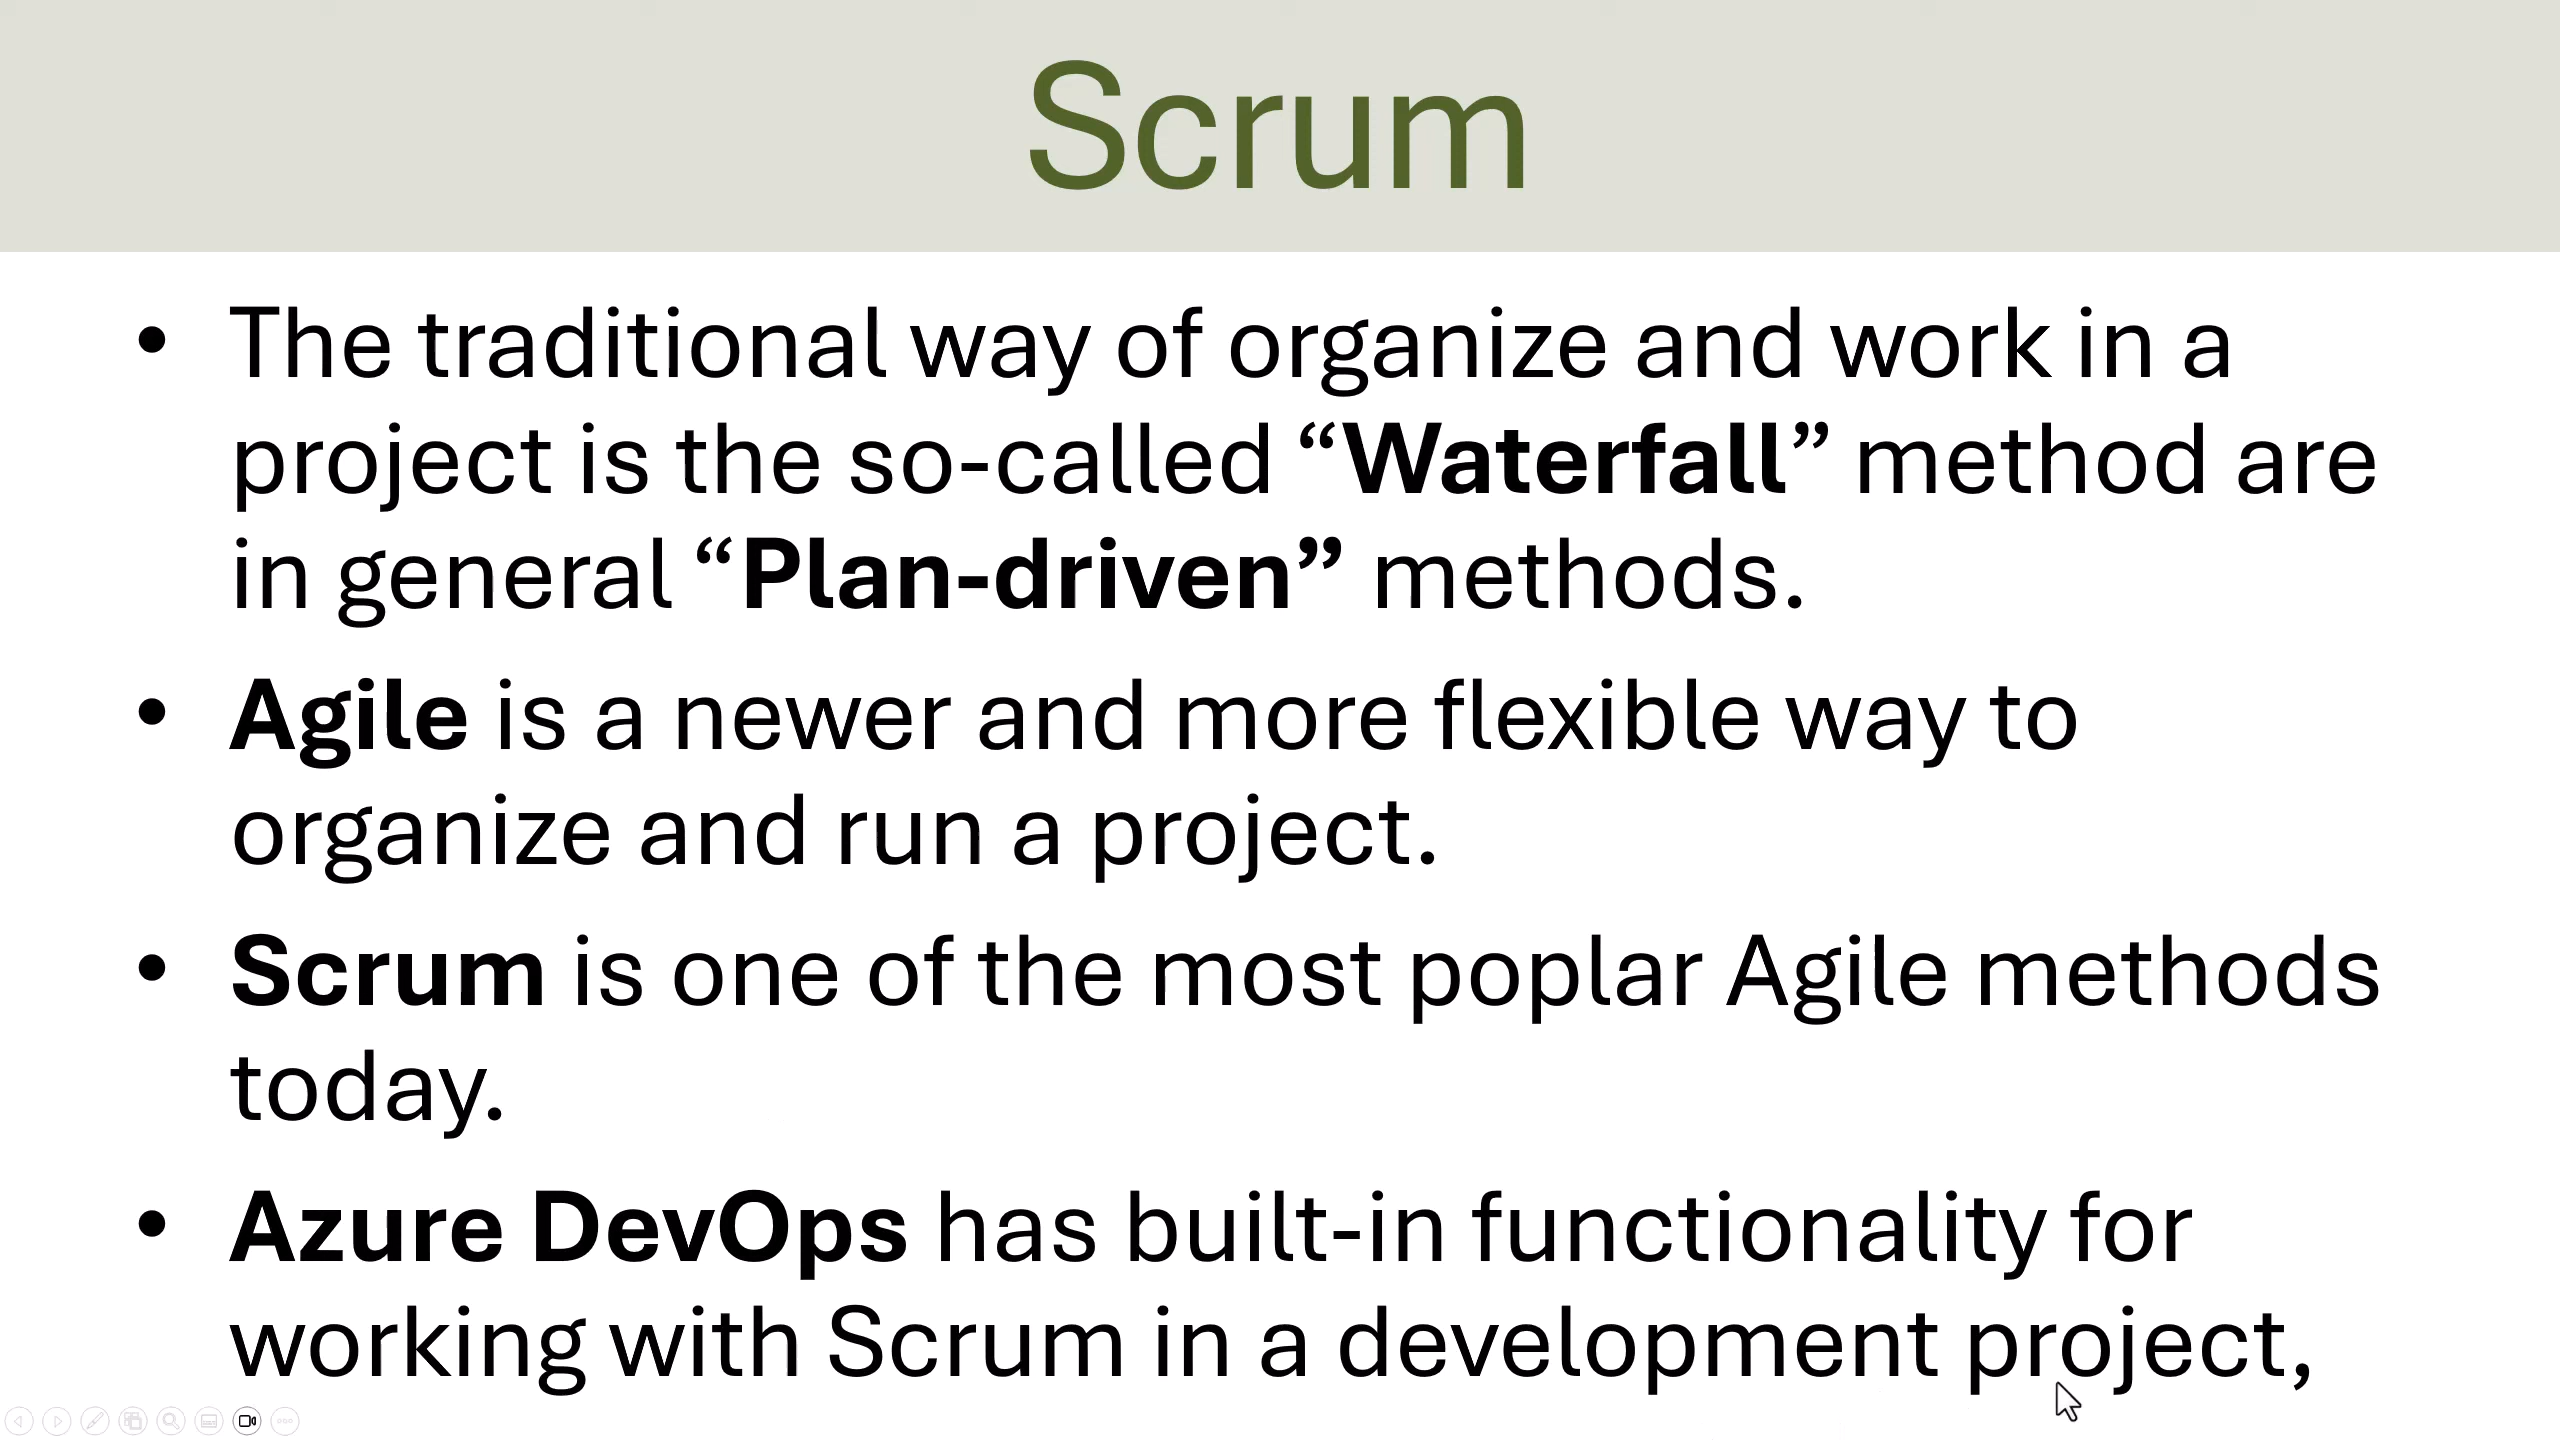 Scrum
• The traditional way of organize and work in a
project is the so-called “Waterfall” method are
in general “Plan-driven” methods.
• Agile is a newer and more flexible way to
organize and run a project.
• Scrum is one of the most poplar Agile methods
today.
• Azure DevOps has built-in functionality for
working with Scrum in a development project,